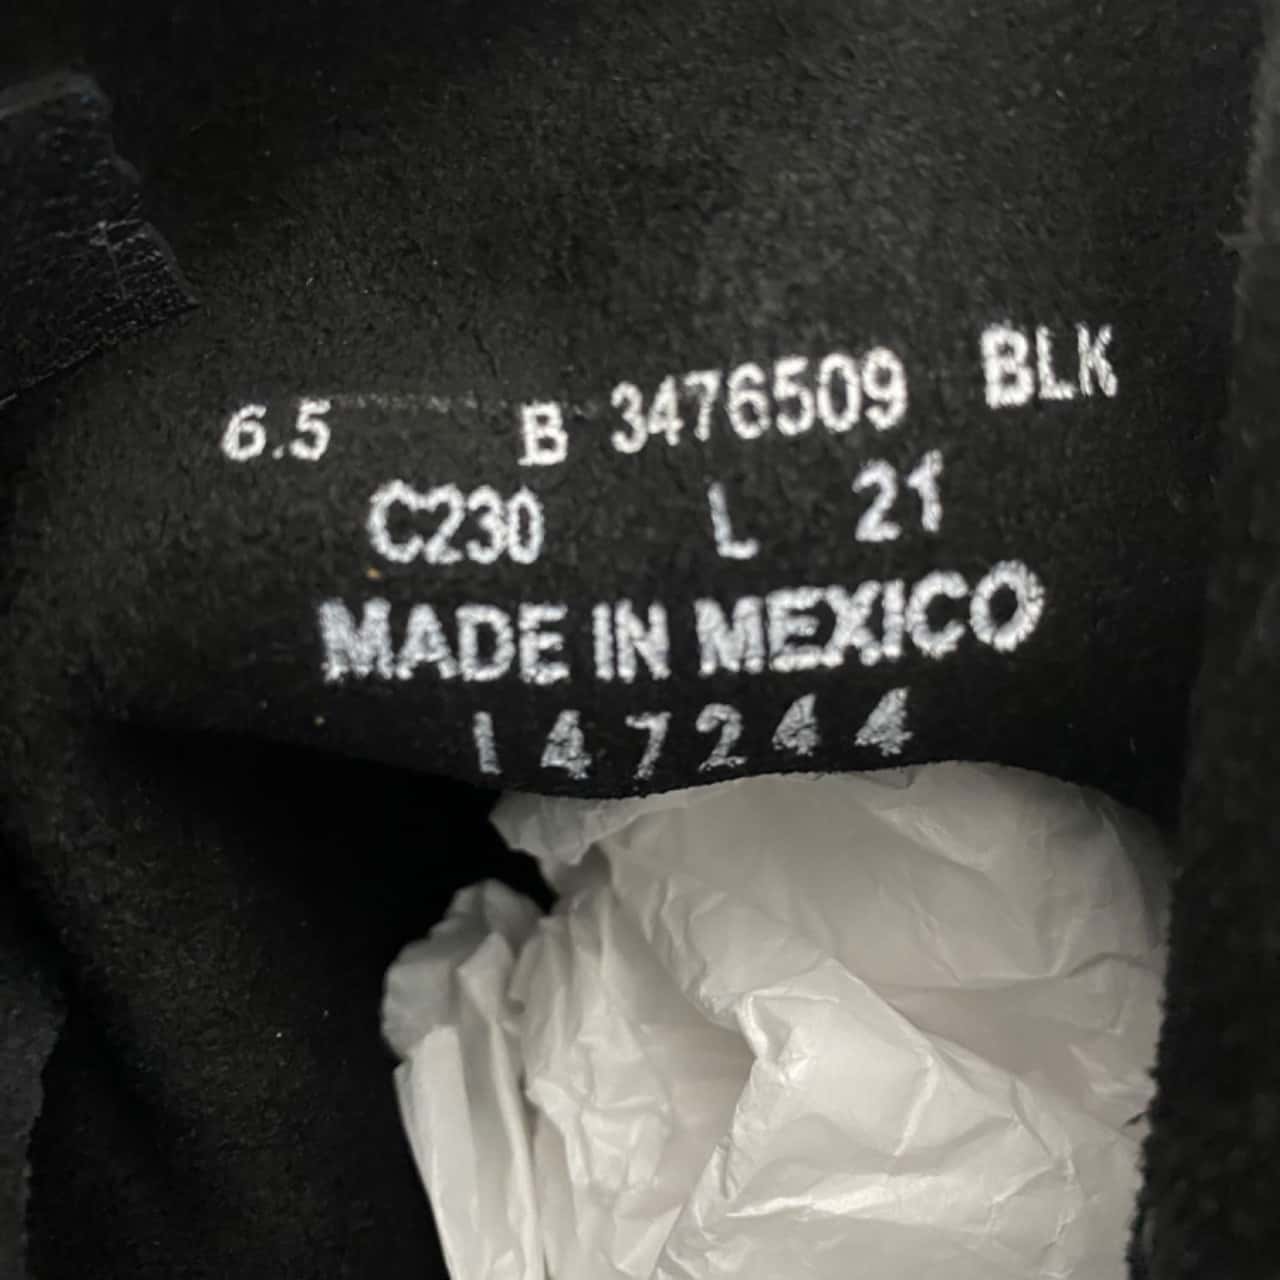 6.5 B 3476509 BLK
C230 L 21
MADE IN MEXICO
147244